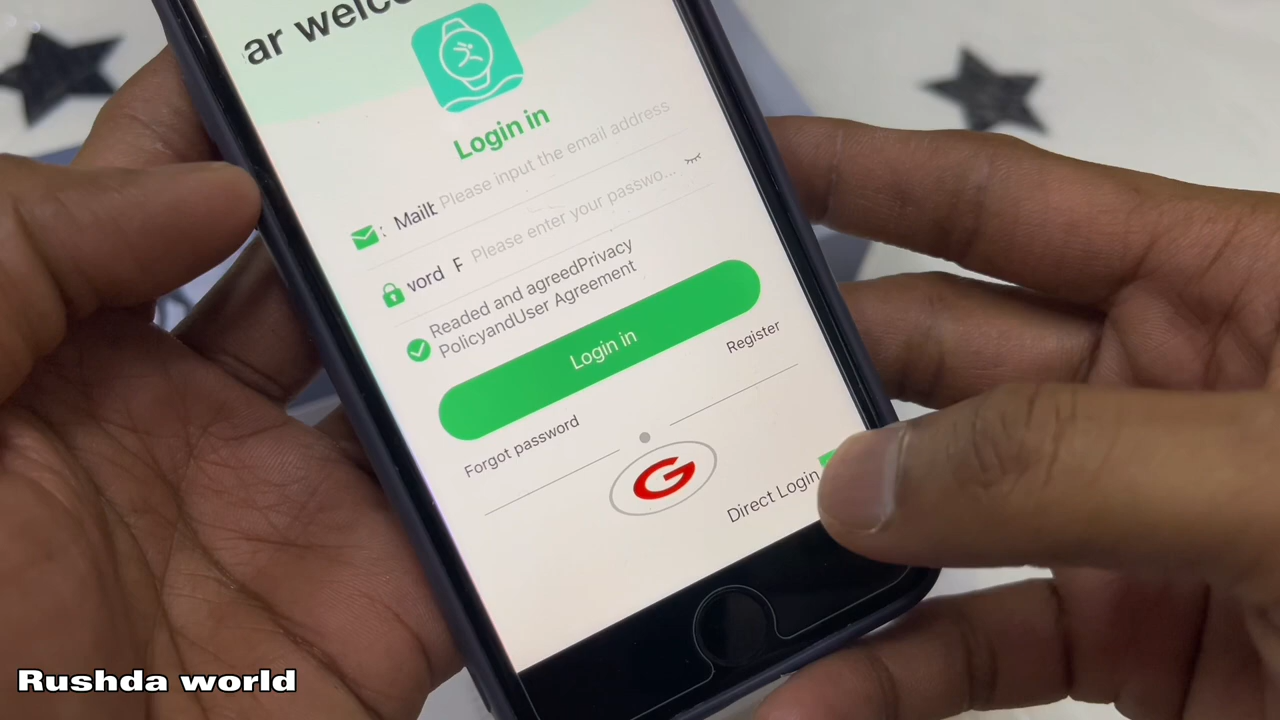 ar welco
Login in
: Mailt Please input the email address
vord F Please enter your passwo...
Readed and agreedPrivacy
PolicyandUser Agreement
Login in
Forgot password
Register
G
Direct Login
Rushda world